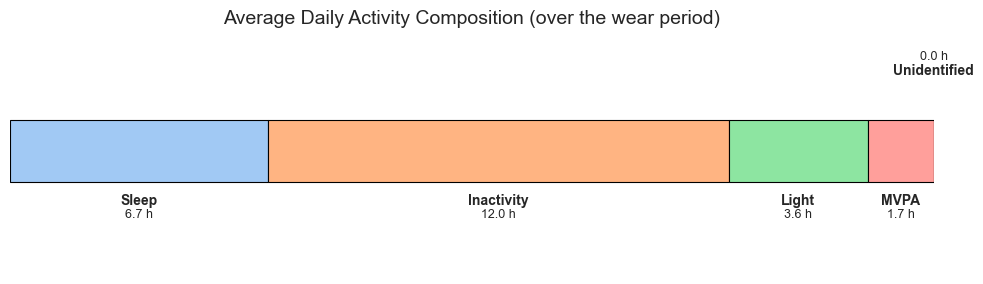 Average Daily Activity Composition (over the wear period)
0.0 h
Unidentified
Sleep
6.7 h
Inactivity
12.0 h
Light
3.6 h
MVPA
1.7 h